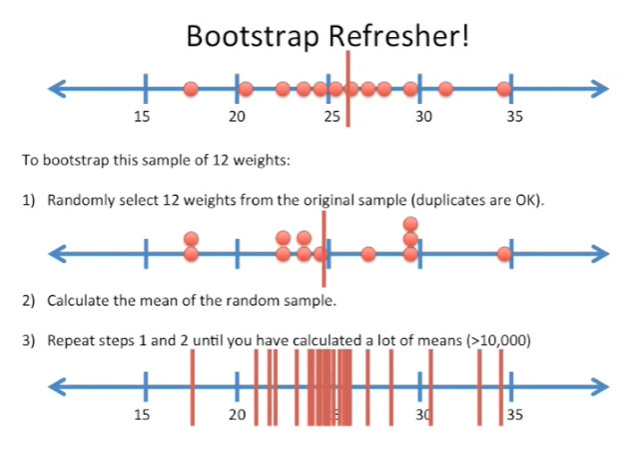 Bootstrap Refresher!
15 20 25 30 35
To bootstrap this sample of 12 weights:
1) Randomly select 12 weights from the original sample (duplicates are OK).
2) Calculate the mean of the random sample.
3) Repeat steps 1 and 2 until you have calculated a lot of means (>10,000)
15 20 30 35